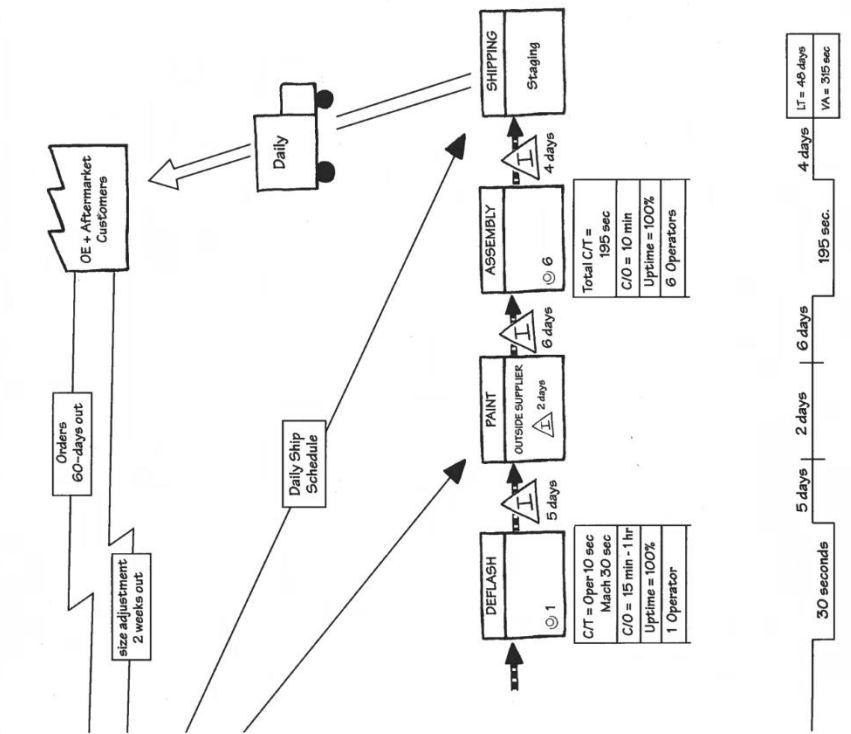 OE + Aftermarket
Customers
Orders
60-days out
size adjustment
2 weeks out
Daily
Daily Ship
Schedule
DEFLASH
1
C/T = Oper 10 sec
Mach 30 sec
C/O = 15 min - 1 hr
Uptime = 100%
1 Operator
I
5 days
PAINT
OUTSIDE SUPPLIER
I
2 days
I
6 days
ASSEMBLY
6
Total C/T =
195 sec
C/O = 10 min
Uptime = 100%
6 Operators
I
4 days
SHIPPING
Staging
30 seconds
5 days
2 days
6 days
195 sec.
4 days
LT = 48 days
VA = 315 sec